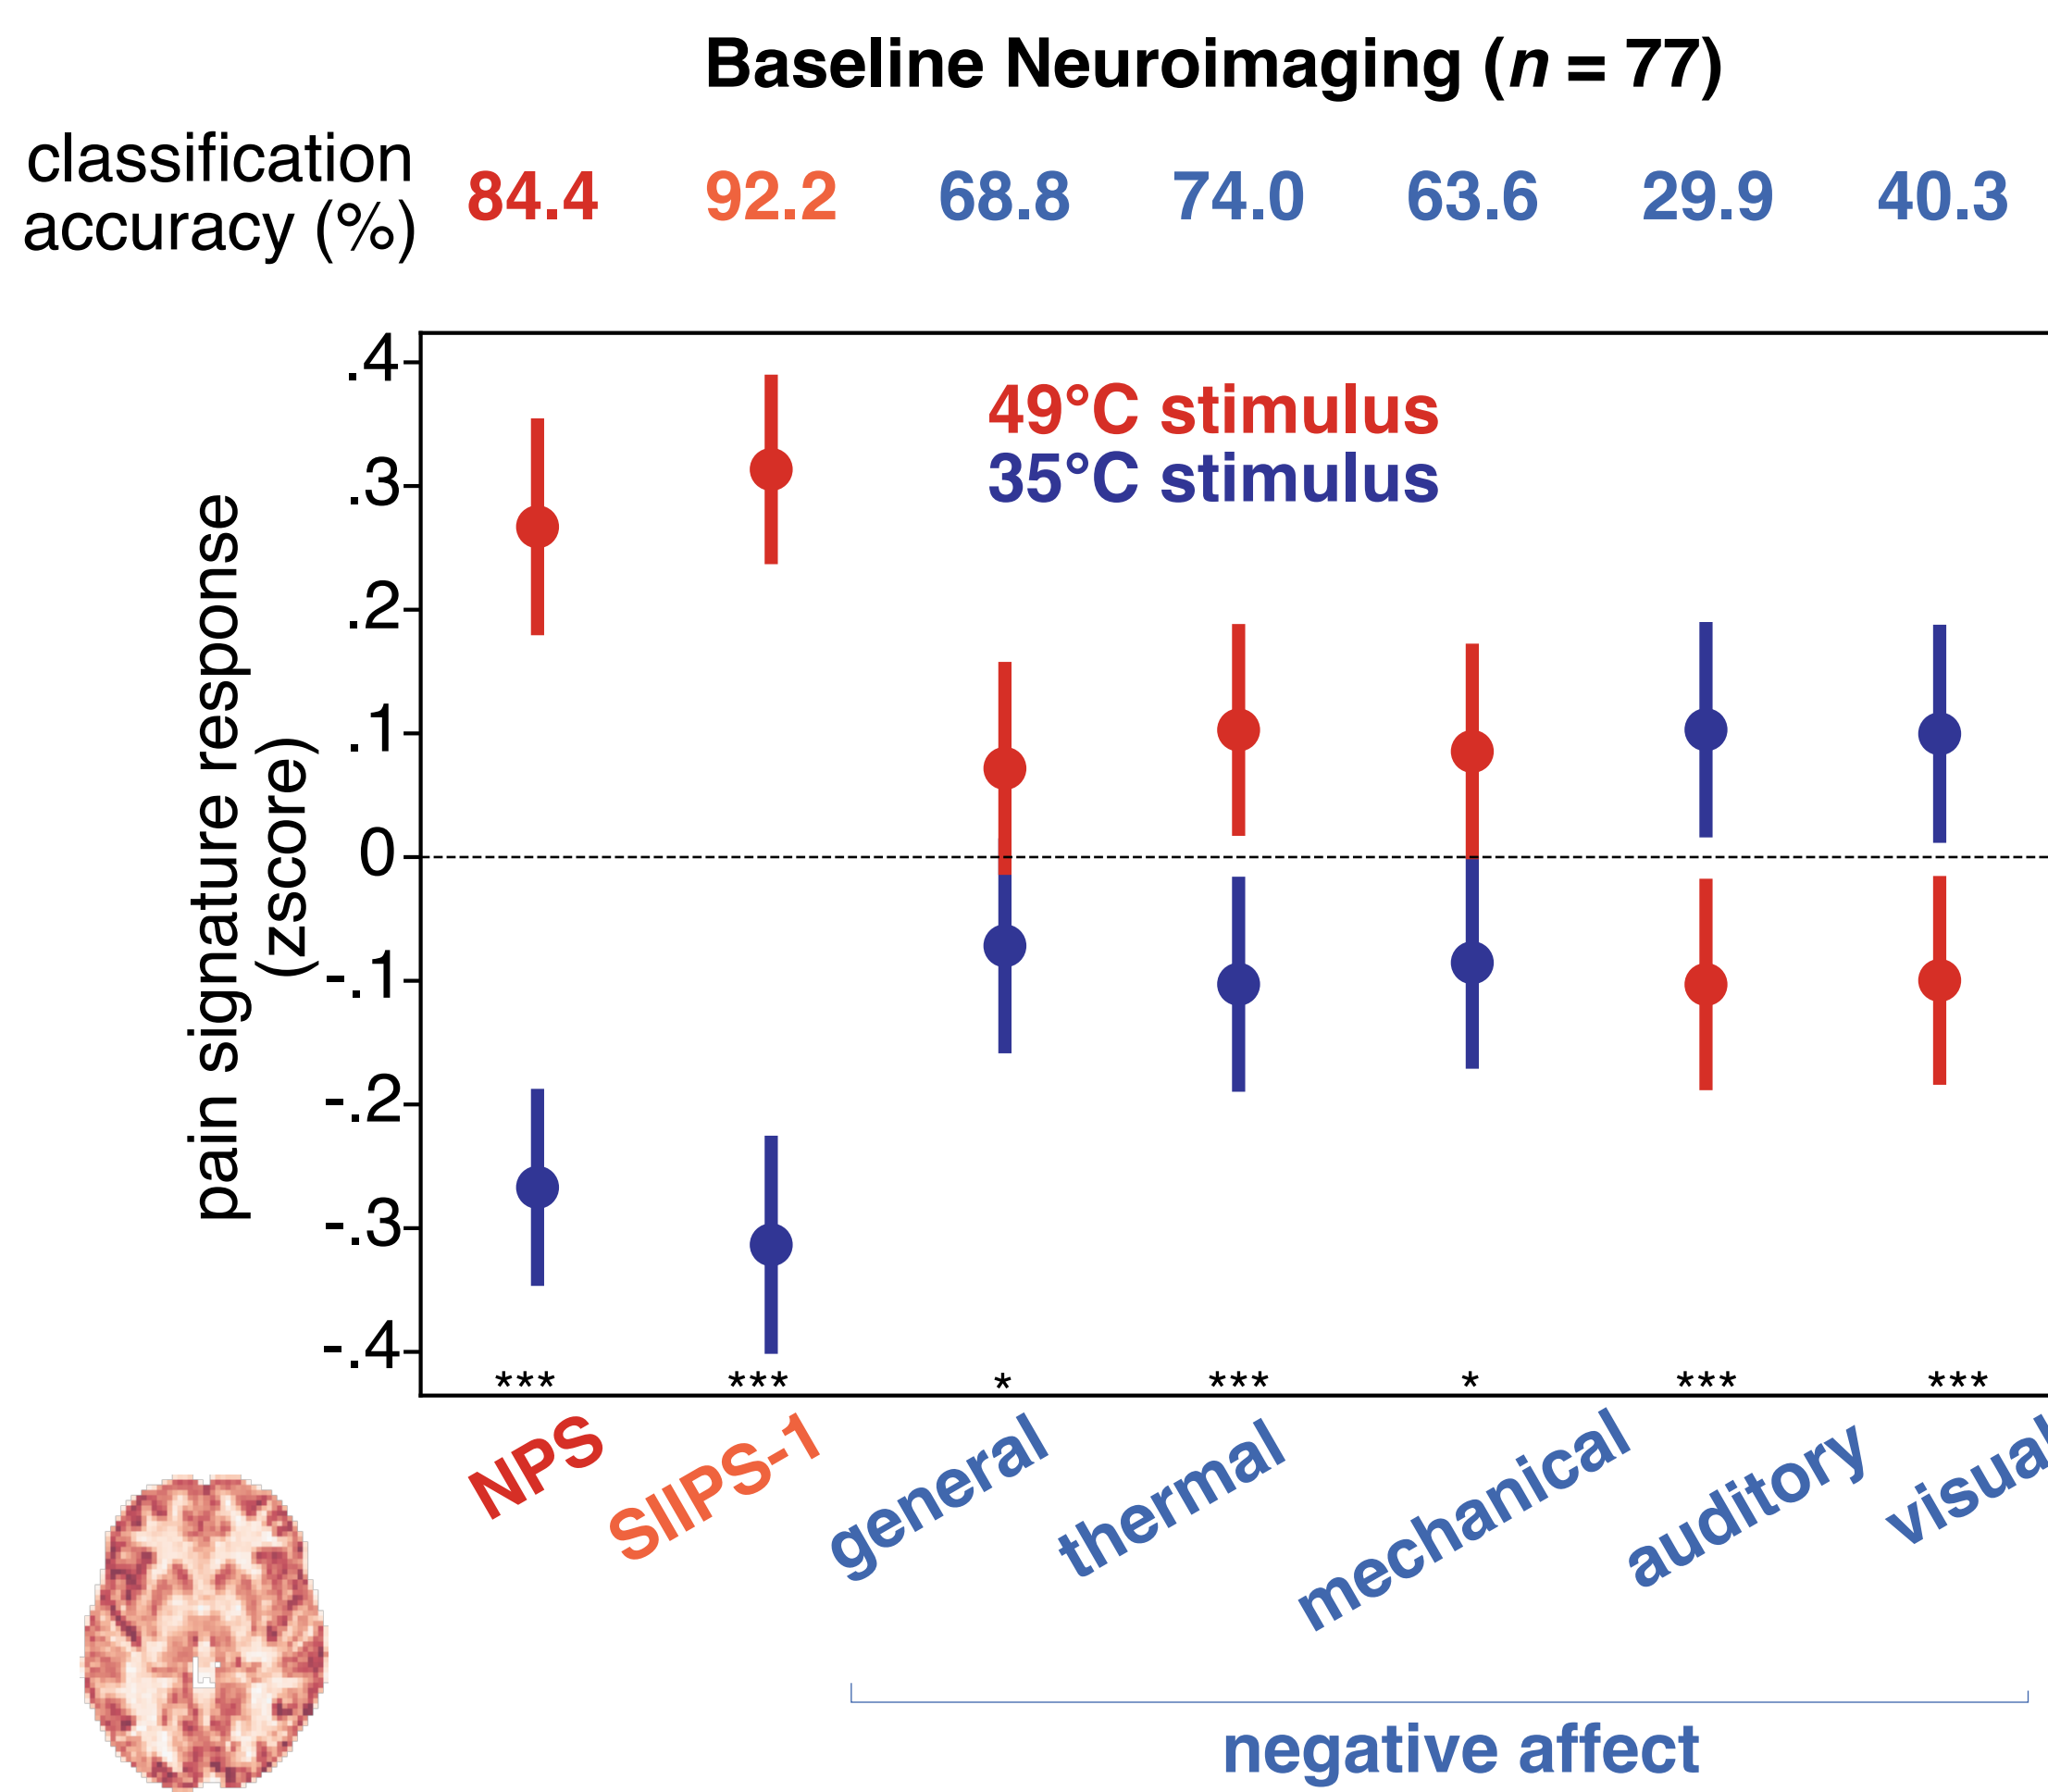 Baseline Neuroimaging (n = 77)
classification
accuracy (%)
84.4 92.2 68.8 74.0 63.6 29.9 40.3
49°C stimulus
35°C stimulus
pain signature response
(zscore)
.4
.3
.2
.1
0
-.1
-.2
-.3
-.4
*** *** * *** * *** ***
NPS
SIIPS-1
general
thermal
mechanical
auditory
visual
negative affect